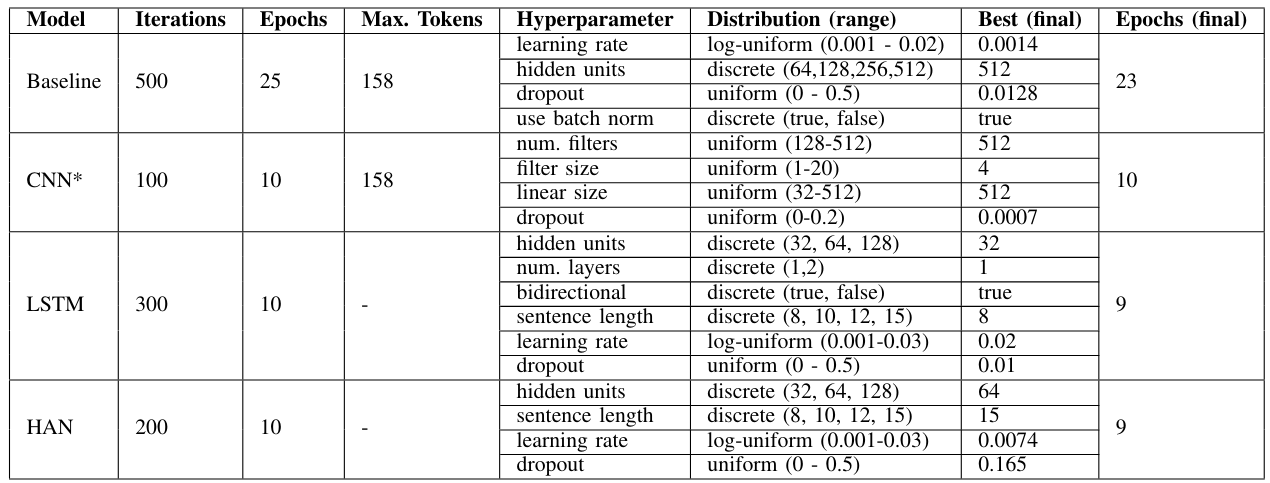 Model Iterations Epochs Max. Tokens Hyperparameter Distribution (range) Best (final) Epochs (final)
Baseline 500 25 158 learning rate log-uniform (0.001 - 0.02) 0.0014 23
hidden units discrete (64,128,256,512) 512
dropout uniform (0 - 0.5) 0.0128
use batch norm discrete (true, false) true
CNN* 100 10 158 num. filters uniform (128-512) 512 10
filter size uniform (1-20) 4
linear size uniform (32-512) 512
dropout uniform (0-0.2) 0.0007
LSTM 300 10 - hidden units discrete (32, 64, 128) 32 9
num. layers discrete (1,2) 1
bidirectional discrete (true, false) true
sentence length discrete (8, 10, 12, 15) 8
learning rate log-uniform (0.001-0.03) 0.02
dropout uniform (0 - 0.5) 0.01
HAN 200 10 - hidden units discrete (32, 64, 128) 64 9
sentence length discrete (8, 10, 12, 15) 15
learning rate log-uniform (0.001-0.03) 0.0074
dropout uniform (0 - 0.5) 0.165